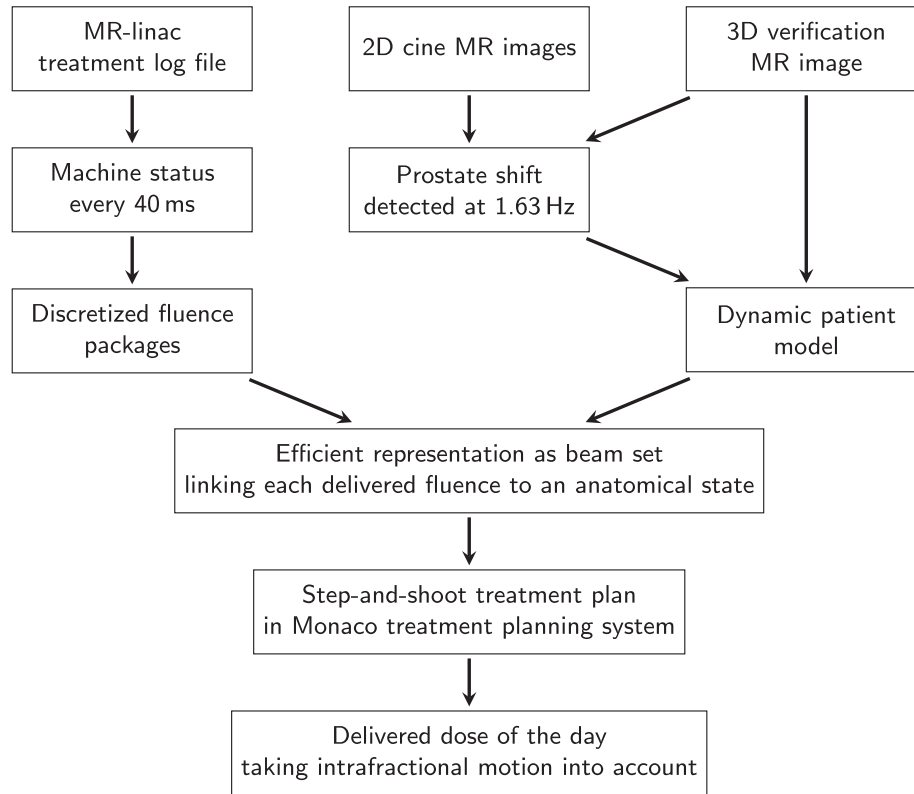 MR-linac
treatment log file
2D cine MR images
3D verification
MR image
Machine status
every 40 ms
Prostate shift
detected at 1.63 Hz
Discretized fluence
packages
Dynamic patient
model
Efficient representation as beam set
linking each delivered fluence to an anatomical state
Step-and-shoot treatment plan
in Monaco treatment planning system
Delivered dose of the day
taking intrafractional motion into account